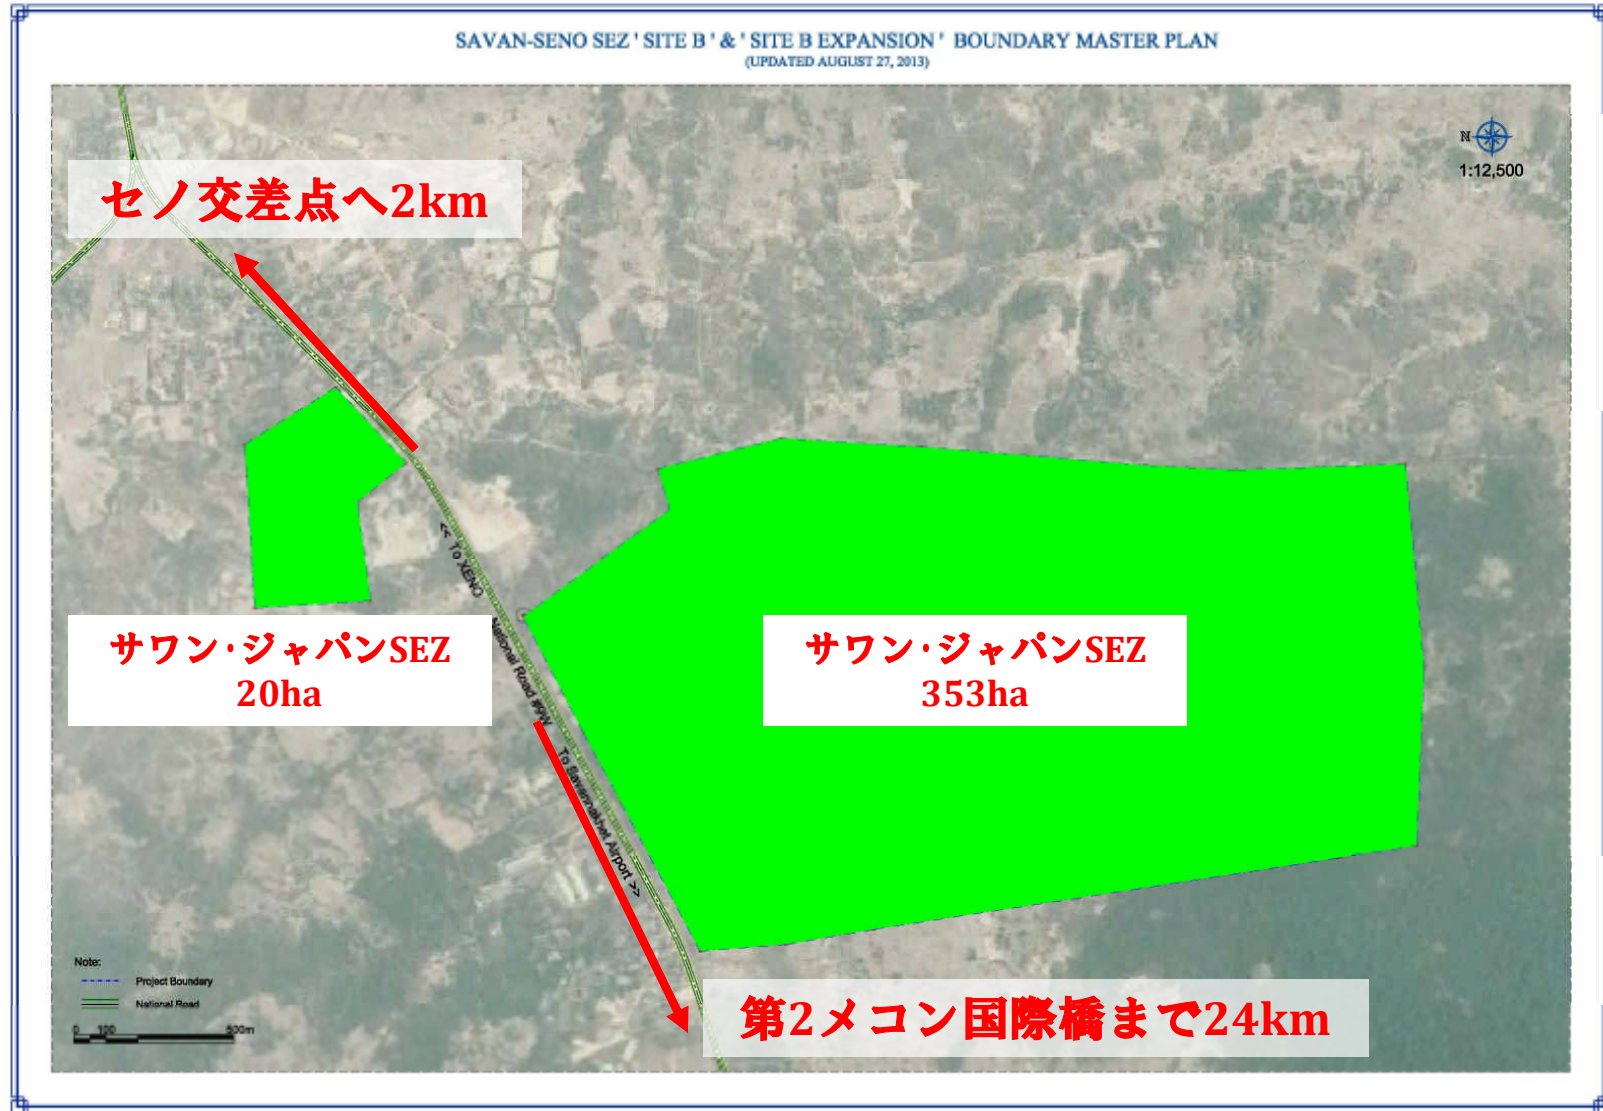 SAVAN-SENO SEZ ' SITE B ' & ' SITE B EXPANSION ' BOUNDARY MASTER PLAN
(UPDATED AUGUST 27, 2013)
N
1:12,500
セノ交差点へ2km
<< To XENO
National Road #9W
To Savannakhet Airport >>
サワン・ジャパンSEZ
20ha
サワン・ジャパンSEZ
353ha
第2メコン国際橋まで24km
Note:
Project Boundary
National Road
0 100 500m